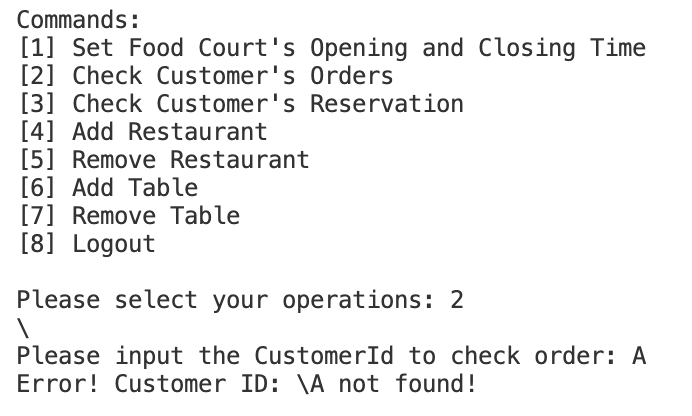 Commands:
[1] Set Food Court's Opening and Closing Time
[2] Check Customer's Orders
[3] Check Customer's Reservation
[4] Add Restaurant
[5] Remove Restaurant
[6] Add Table
[7] Remove Table
[8] Logout

Please select your operations: 2
\
Please input the CustomerId to check order: A
Error! Customer ID: \A not found!